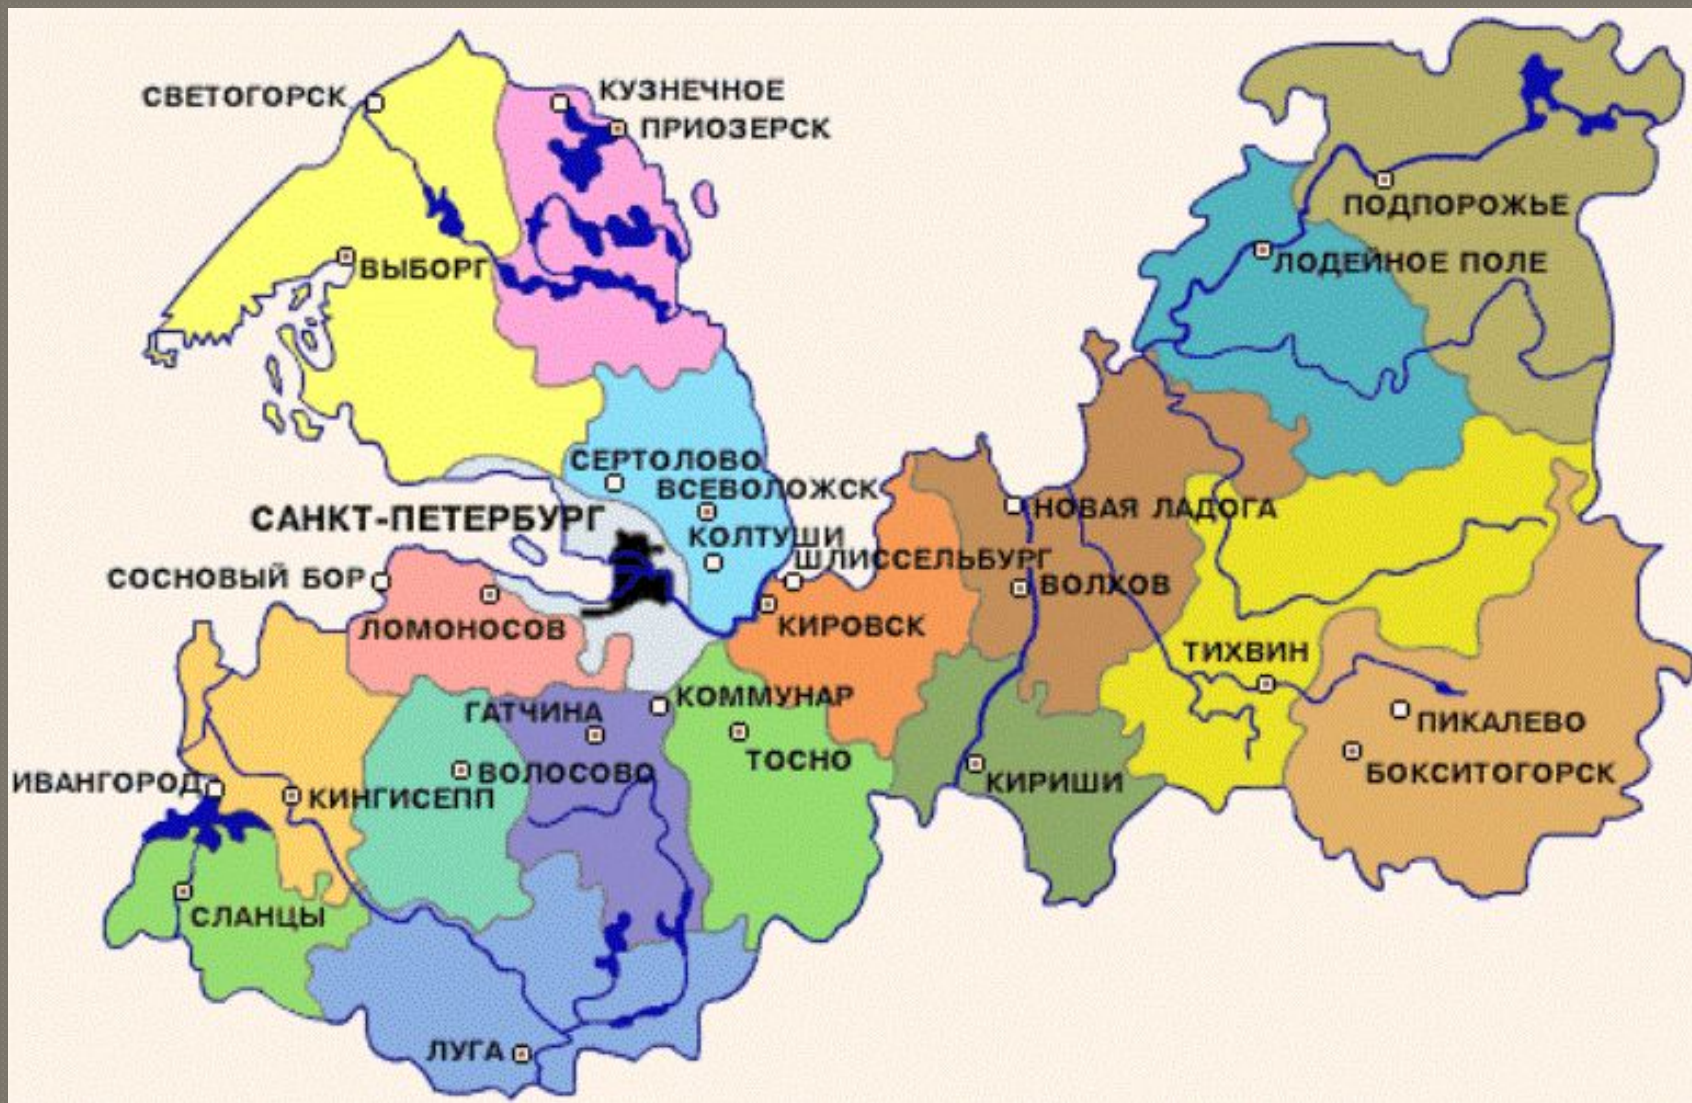 СВЕТОГОРСК
КУЗНЕЧНОЕ
ПРИОЗЕРСК
ПОДПОРОЖЬЕ
ВЫБОРГ
ЛОДЕЙНОЕ ПОЛЕ
СЕРТОЛОВО
ВСЕВОЛОЖСК
САНКТ-ПЕТЕРБУРГ
НОВАЯ ЛАДОГА
КОЛТУШИ
ШЛИССЕЛЬБУРГ
СОСНОВЫЙ БОР
ВОЛХОВ
ЛОМОНОСОВ
КИРОВСК
ТИХВИН
КОММУНАР
ГАТЧИНА
ПИКАЛЕВО
ТОСНО
ВОЛОСОВО
БОКСИТОГОРСК
ИВАНГОРОД
КИНГИСЕПП
КИРИШИ
СЛАНЦЫ
ЛУГА